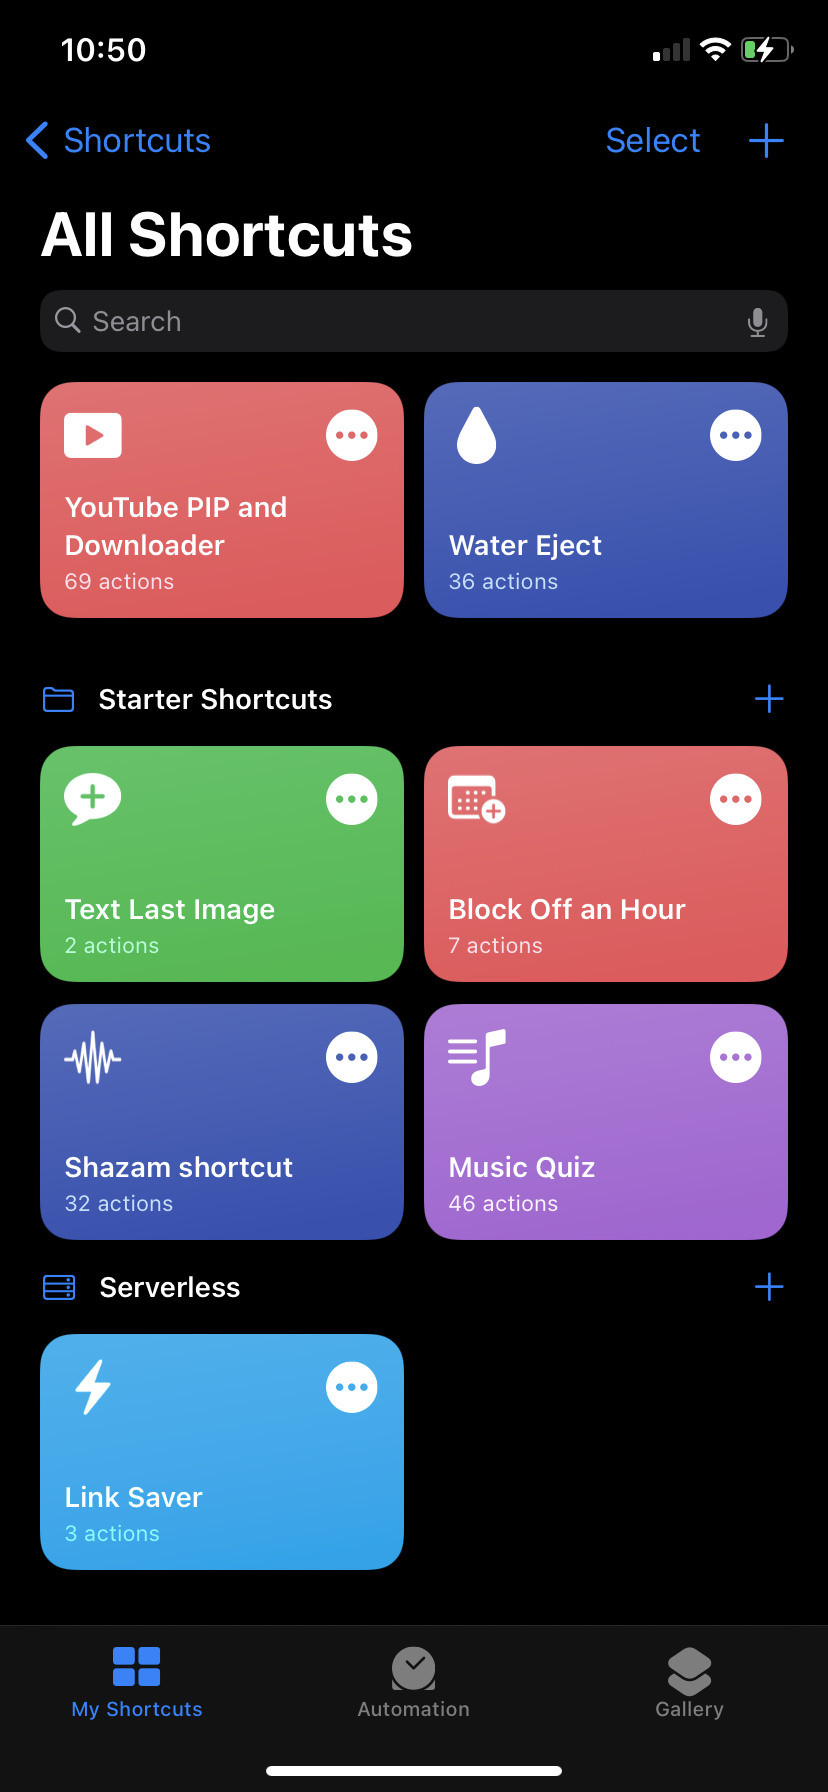 10:50
Shortcuts
Select
All Shortcuts
Search
YouTube PIP and
Downloader
69 actions
Water Eject
36 actions
Starter Shortcuts
Text Last Image
2 actions
Block Off an Hour
7 actions
Shazam shortcut
32 actions
Music Quiz
46 actions
Serverless
Link Saver
3 actions
My Shortcuts
Automation
Gallery